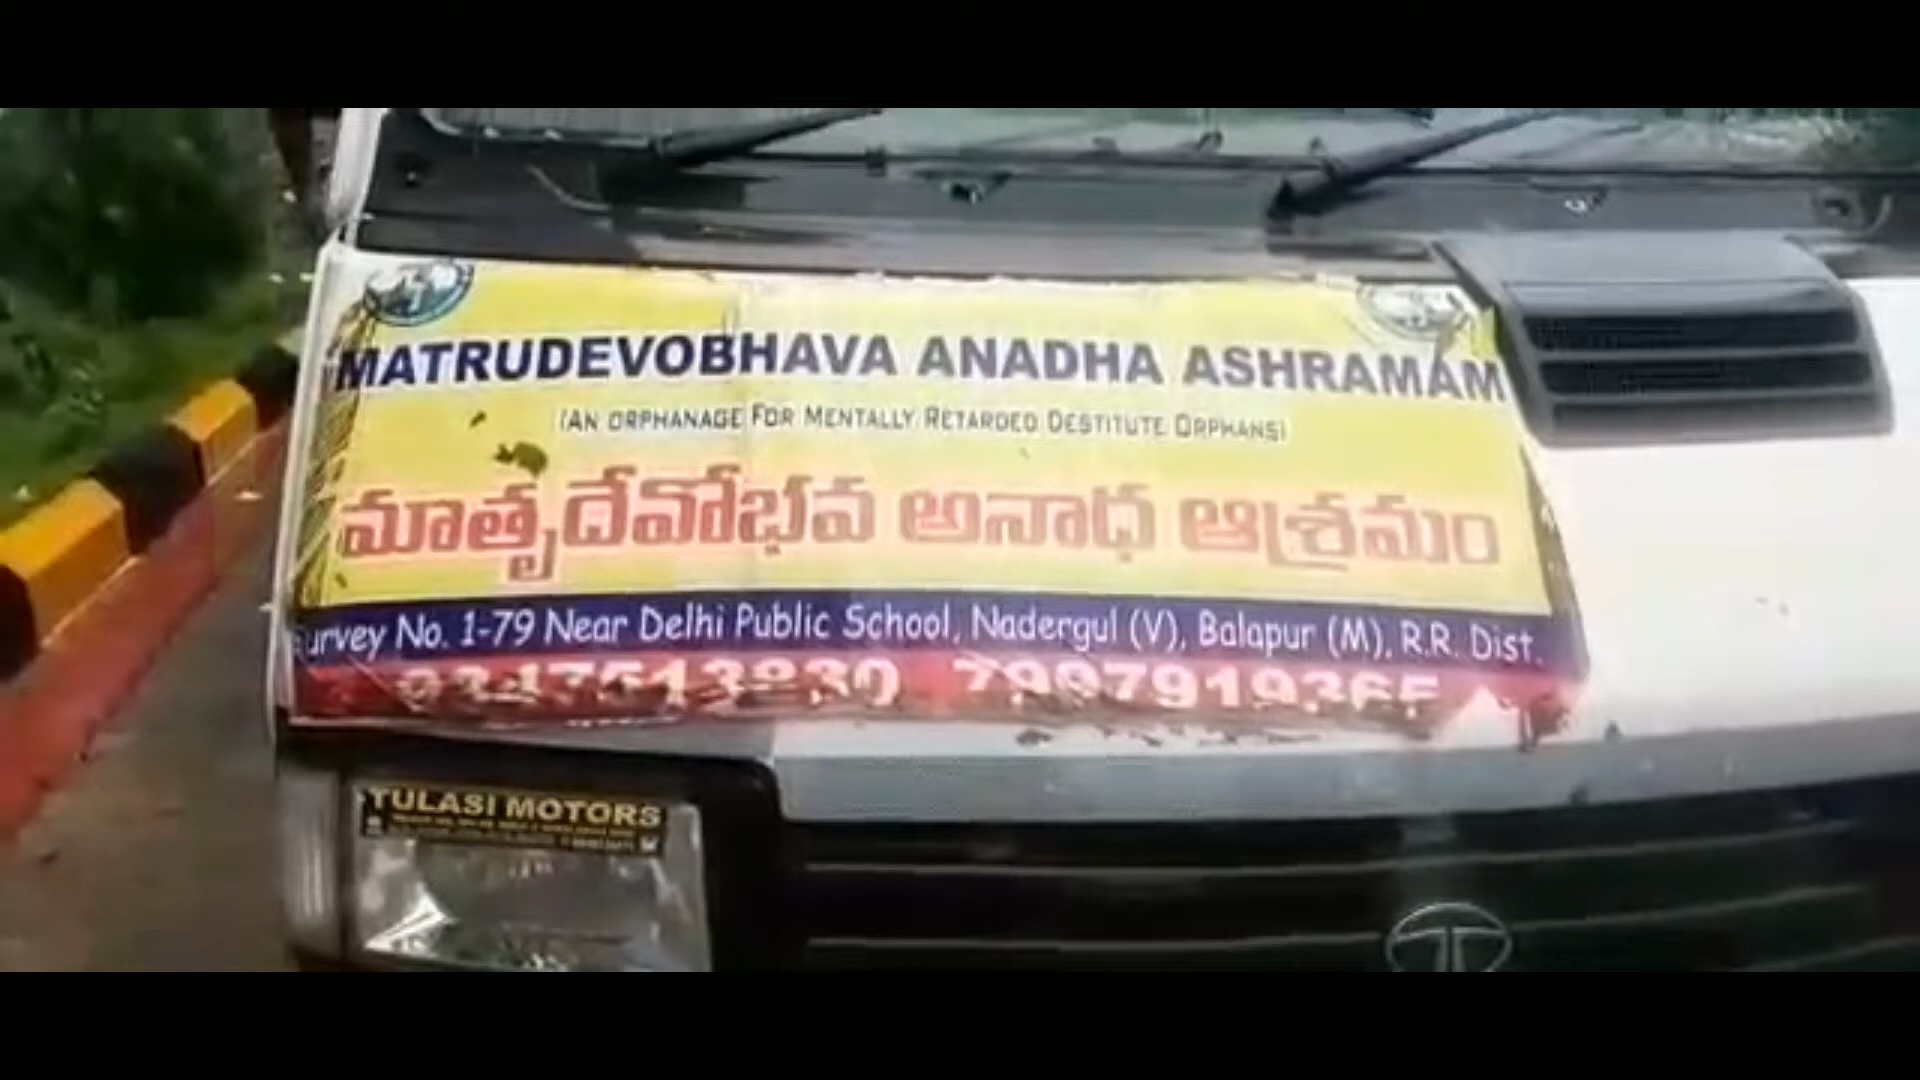 MATRUDEVOBHAVA ANADHA ASHRAMAM
(AN ORPHANAGE FOR MENTALLY RETARDED DESTITUTE ORPHANS)
మాతృదేవోభవ అనాధ ఆశ్రమం
Survey No. 1-79 Near Delhi Public School, Nadergul (V), Balapur (M), R.R. Dist.
TULASI MOTORS